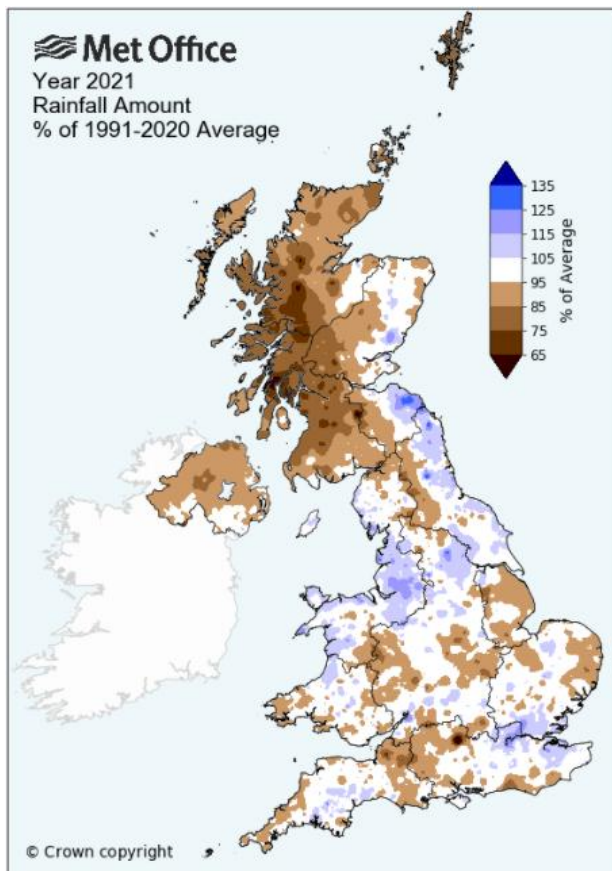 Met Office
Year 2021
Rainfall Amount
% of 1991-2020 Average
135
125
115
105
95
85
75
65
% of Average
© Crown copyright